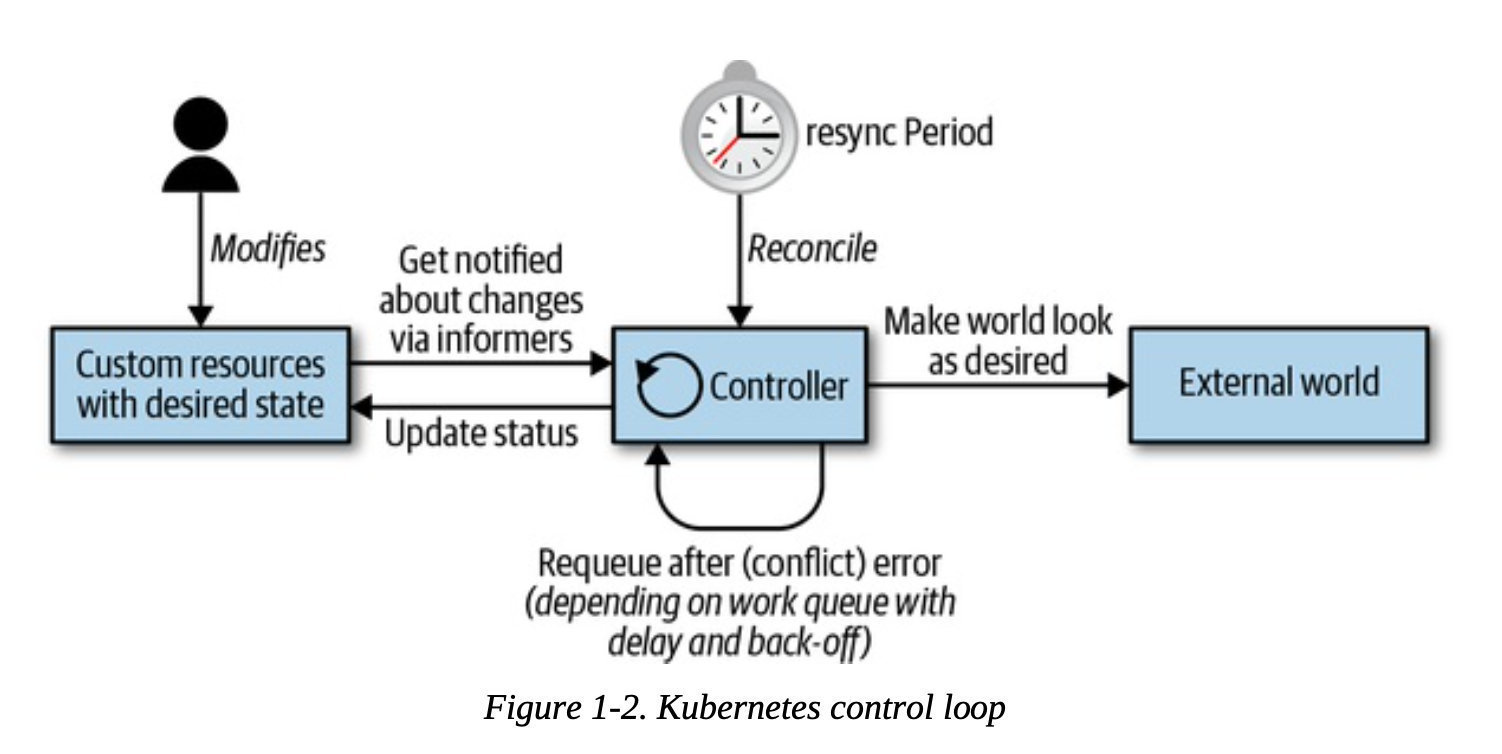 resync Period
Modifies
Reconcile
Get notified
about changes
via informers
Make world look
as desired
Custom resources
with desired state
Controller
External world
Update status
Requeue after (conflict) error
(depending on work queue with
delay and back-off)
Figure 1-2. Kubernetes control loop